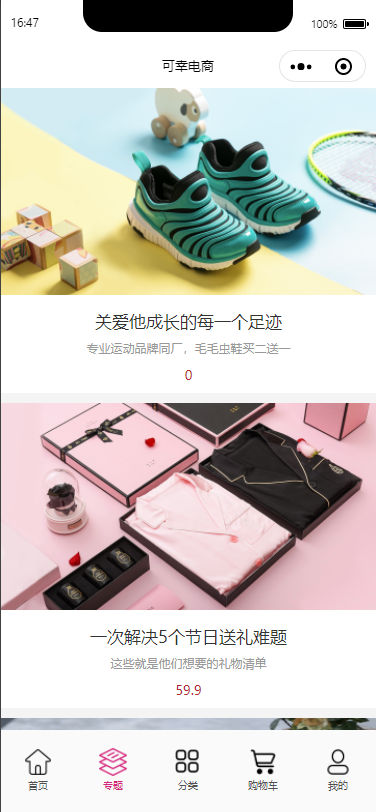 16:47
100%
可幸电商
关爱他成长的每一个足迹
专业运动品牌同厂，毛毛虫鞋买二送一
0
一次解决5个节日送礼难题
这些就是他们想要的礼物清单
59.9
首页 专题 分类 购物车 我的